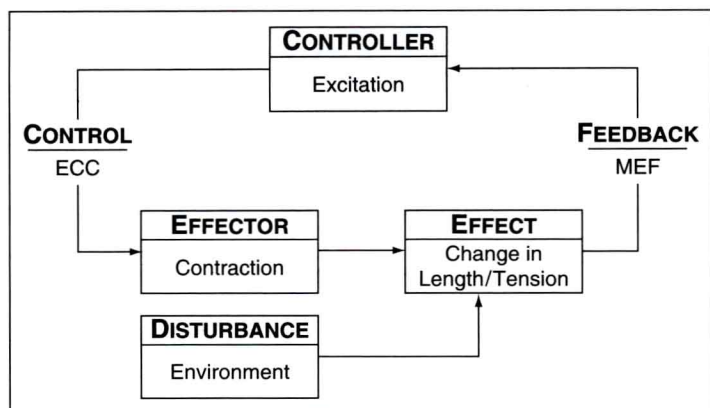 CONTROLLER
Excitation
CONTROL
ECC
FEEDBACK
MEF
EFFECTOR
Contraction
EFFECT
Change in
Length/Tension
DISTURBANCE
Environment